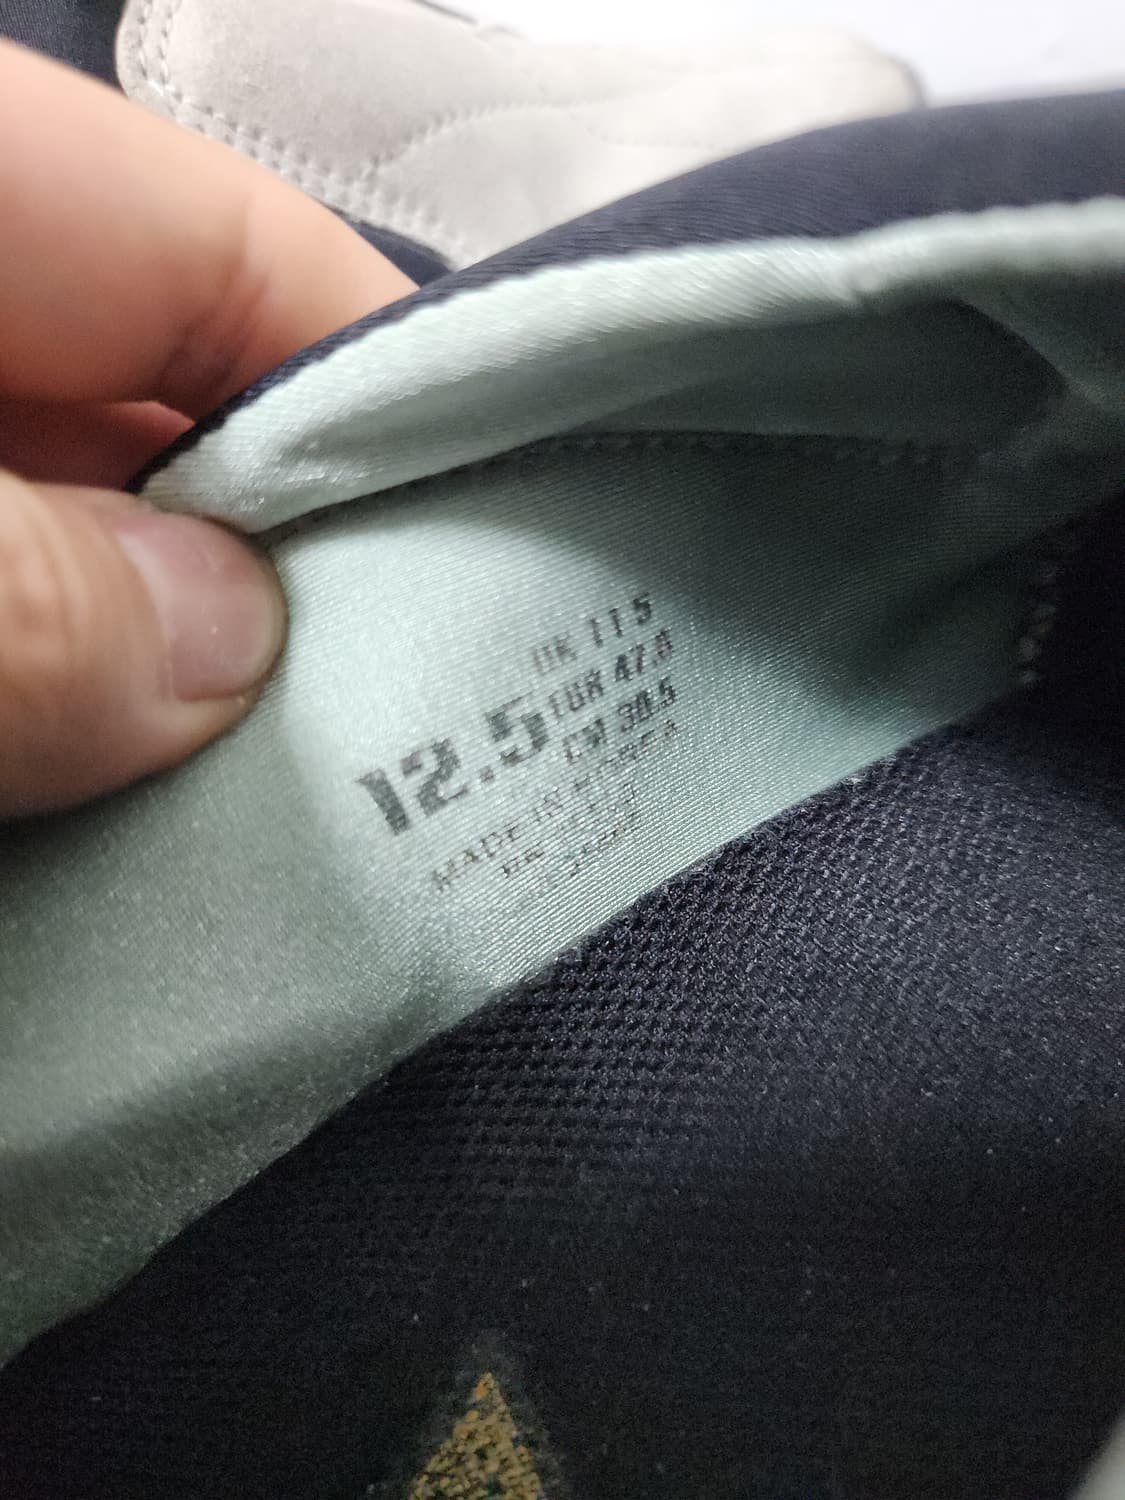 UK 11.5
12.5 EUR 47.0
CM 30.5
MADE IN KOREA